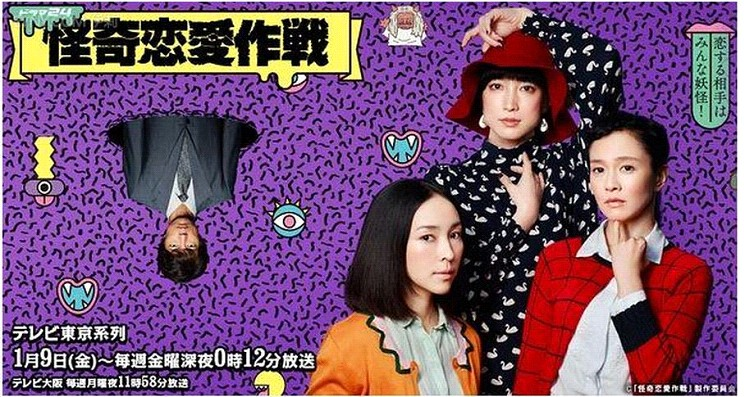 ドラマ24
怪奇恋愛作戦
恋する相手は
みんな妖怪!
テレビ東京系列
1月9日(金)~毎週金曜深夜0時12分放送
テレビ大阪 毎週月曜夜11時58分放送
©「怪奇恋愛作戦」製作委員会